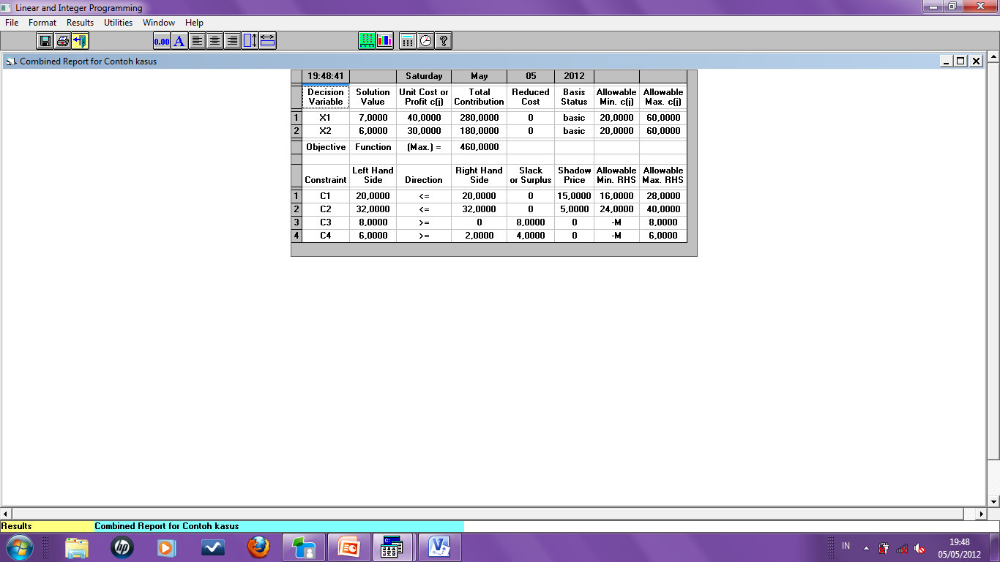 Linear and Integer Programming
File Format Results Utilities Window Help
0.00 A ?
Combined Report for Contoh kasus
19:48:41 Saturday May 05 2012
Decision Variable Solution Value Unit Cost or Profit c(j) Total Contribution Reduced Cost Basis Status Allowable Min. c(j) Allowable Max. c(j)
1 X1 7,0000 40,0000 280,0000 0 basic 20,0000 60,0000
2 X2 6,0000 30,0000 180,0000 0 basic 20,0000 60,0000
Objective Function (Max.) = 460,0000
Constraint Left Hand Side Direction Right Hand Side Slack or Surplus Shadow Price Allowable Min. RHS Allowable Max. RHS
1 C1 20,0000 <= 20,0000 0 15,0000 16,0000 28,0000
2 C2 32,0000 <= 32,0000 0 5,0000 24,0000 40,0000
3 C3 8,0000 >= 0 8,0000 0 -M 8,0000
4 C4 6,0000 >= 2,0000 4,0000 0 -M 6,0000
Results Combined Report for Contoh kasus
hp
IN
19:48
05/05/2012